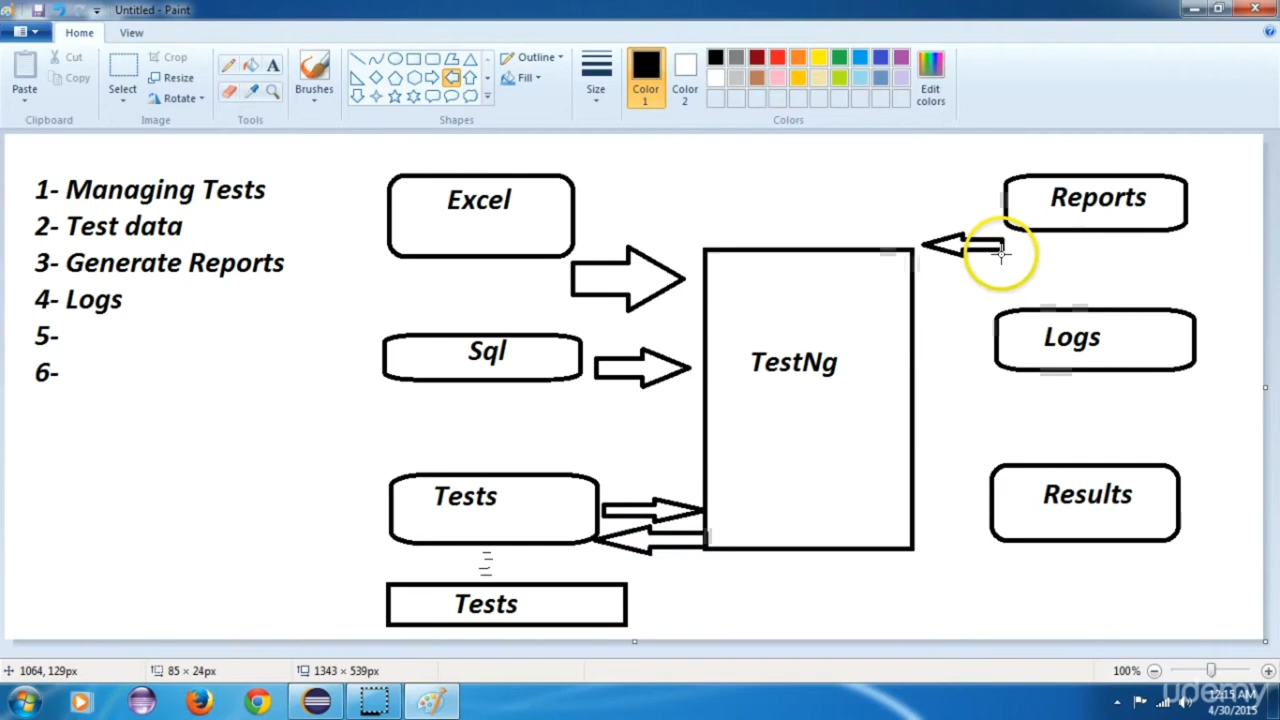 Untitled - Paint
Home
View
Paste
Cut
Copy
Clipboard
Select
Crop
Resize
Rotate
Image
Tools
Brushes
Outline
Fill
Shapes
Size
Color 1
Color 2
Edit colors
Colors
1- Managing Tests
2- Test data
3- Generate Reports
4- Logs
5-
6-
Excel
Sql
Tests
Tests
TestNg
Reports
Logs
Results
1064, 129px
85 × 24px
1343 × 539px
100%
udemy
12:15 AM
4/30/2015